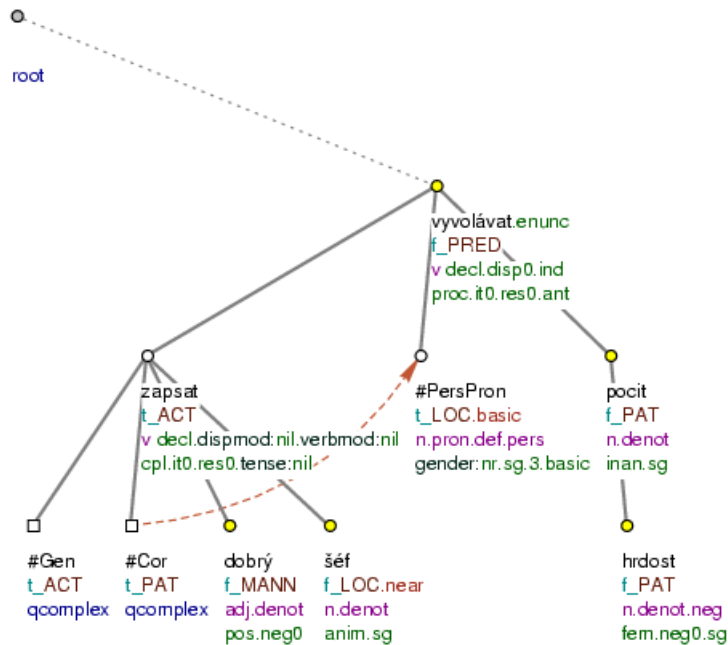 root
vyvolávat.enunc
f_PRED
v decl.disp0.ind
proc.it0.res0.ant
zapsat
t_ACT
v decl.dispmod:nil.verbmod:nil
cpl.it0.res0.tense:nil
#PersPron
t_LOC.basic
n.pron.def.pers
gender:nr.sg.3.basic
pocit
f_PAT
n.denot
inan.sg
#Gen
t_ACT
qcomplex
#Cor
t_PAT
qcomplex
dobrý
f_MANN
adj.denot
pos.neg0
šéf
f_LOC.near
n.denot
anim.sg
hrdost
f_PAT
n.denot.neg
fem.neg0.sg